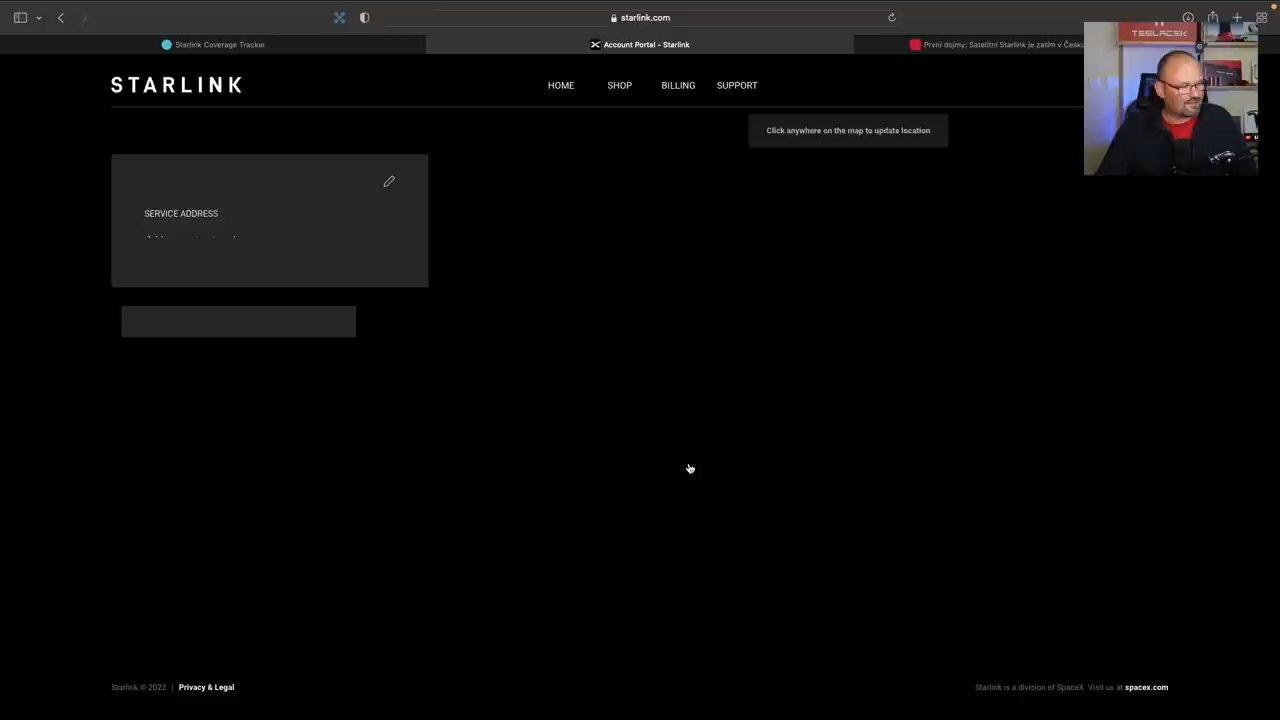 starlink.com
Starlink Coverage Tracker
Account Portal - Starlink
První dojmy: Satelitní Starlink je zatím v Česku
TESLACEK
STARLINK
HOME
SHOP
BILLING
SUPPORT
Click anywhere on the map to update location
SERVICE ADDRESS
Starlink © 2022 | Privacy & Legal
Starlink is a division of SpaceX. Visit us at spacex.com